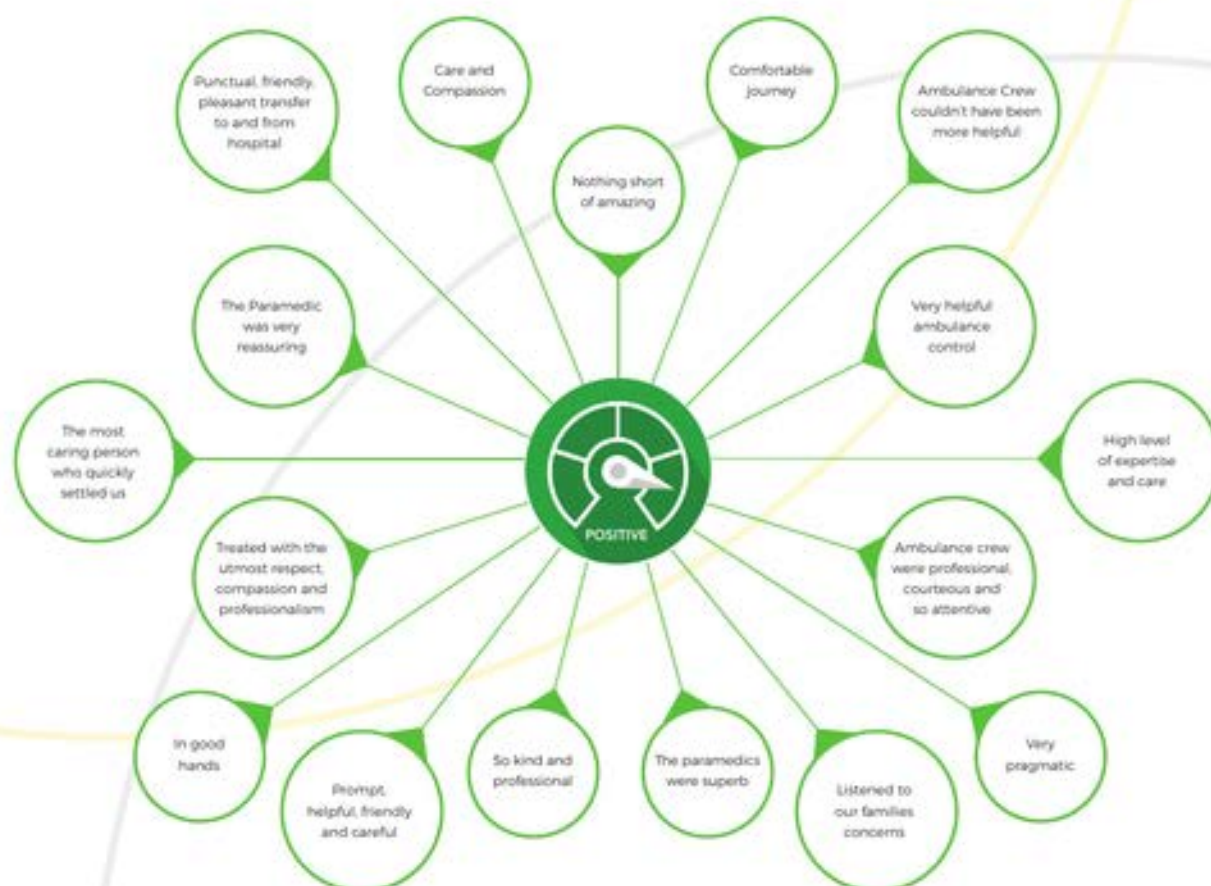 Punctual, friendly,
pleasant transfer
to and from
hospital
Care and
Compassion
Nothing short
of amazing
Comfortable
journey
Ambulance Crew
couldn't have been
more helpful
The Paramedic
was very
reassuring
Very helpful
ambulance
control
The most
caring person
who quickly
settled us
High level
of expertise
and care
POSITIVE
Treated with the
utmost respect,
compassion and
professionalism
Ambulance crew
were professional,
courteous and
so attentive
In good
hands
Prompt,
helpful, friendly
and careful
So kind and
professional
The paramedics
were superb
Listened to
our families
concerns
Very
pragmatic